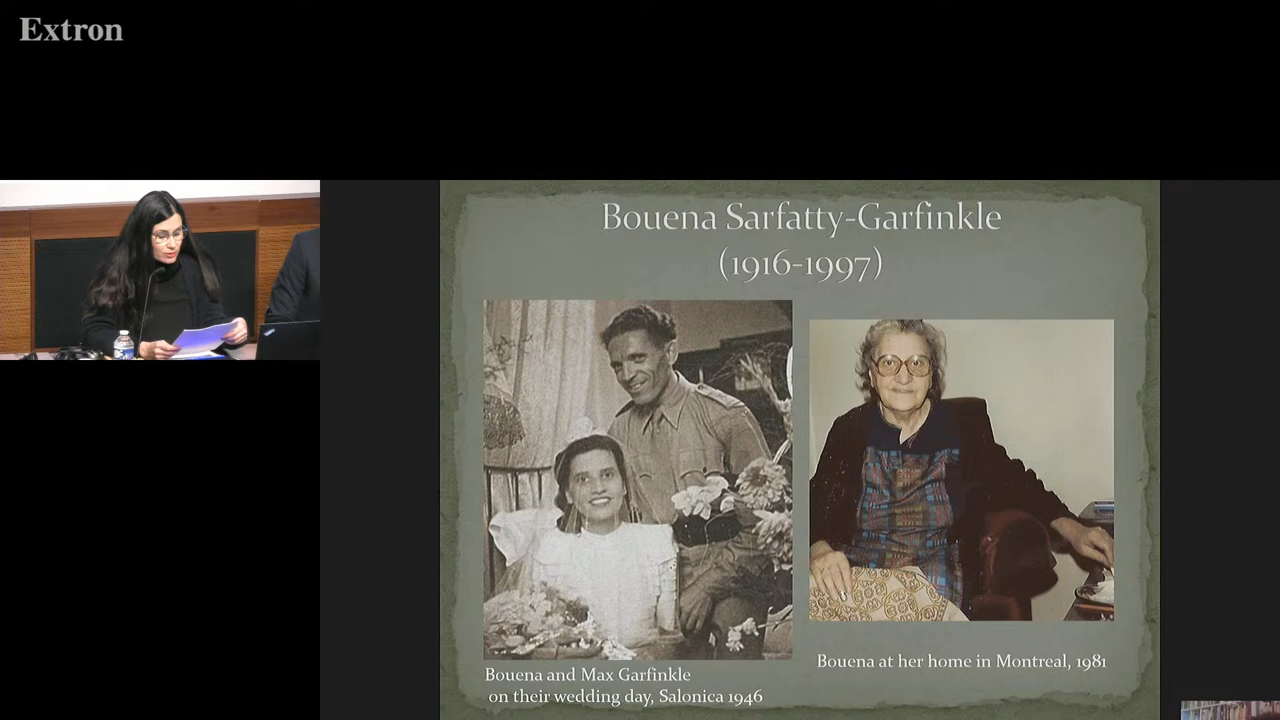 Extron
Bouena Sarfatty-Garfinkle
(1916-1997)
Bouena and Max Garfinkle
on their wedding day, Salonica 1946
Bouena at her home in Montreal, 1981